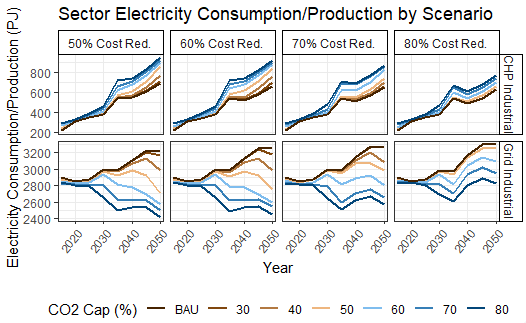 Sector Electricity Consumption/Production by Scenario
Electricity Consumption/Production (PJ)
50% Cost Red. 60% Cost Red. 70% Cost Red. 80% Cost Red.
800
600
400
200
CHP Industrial
3200
3000
2800
2600
2400
Grid Industrial
2020 2030 2040 2050 2020 2030 2040 2050 2020 2030 2040 2050 2020 2030 2040 2050
Year
CO2 Cap (%) BAU 30 40 50 60 70 80